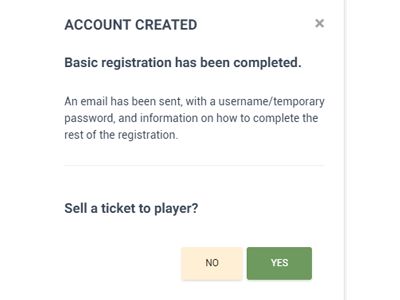 ACCOUNT CREATED ×
Basic registration has been completed.
An email has been sent, with a username/temporary
password, and information on how to complete the
rest of the registration.
Sell a ticket to player?
NO YES